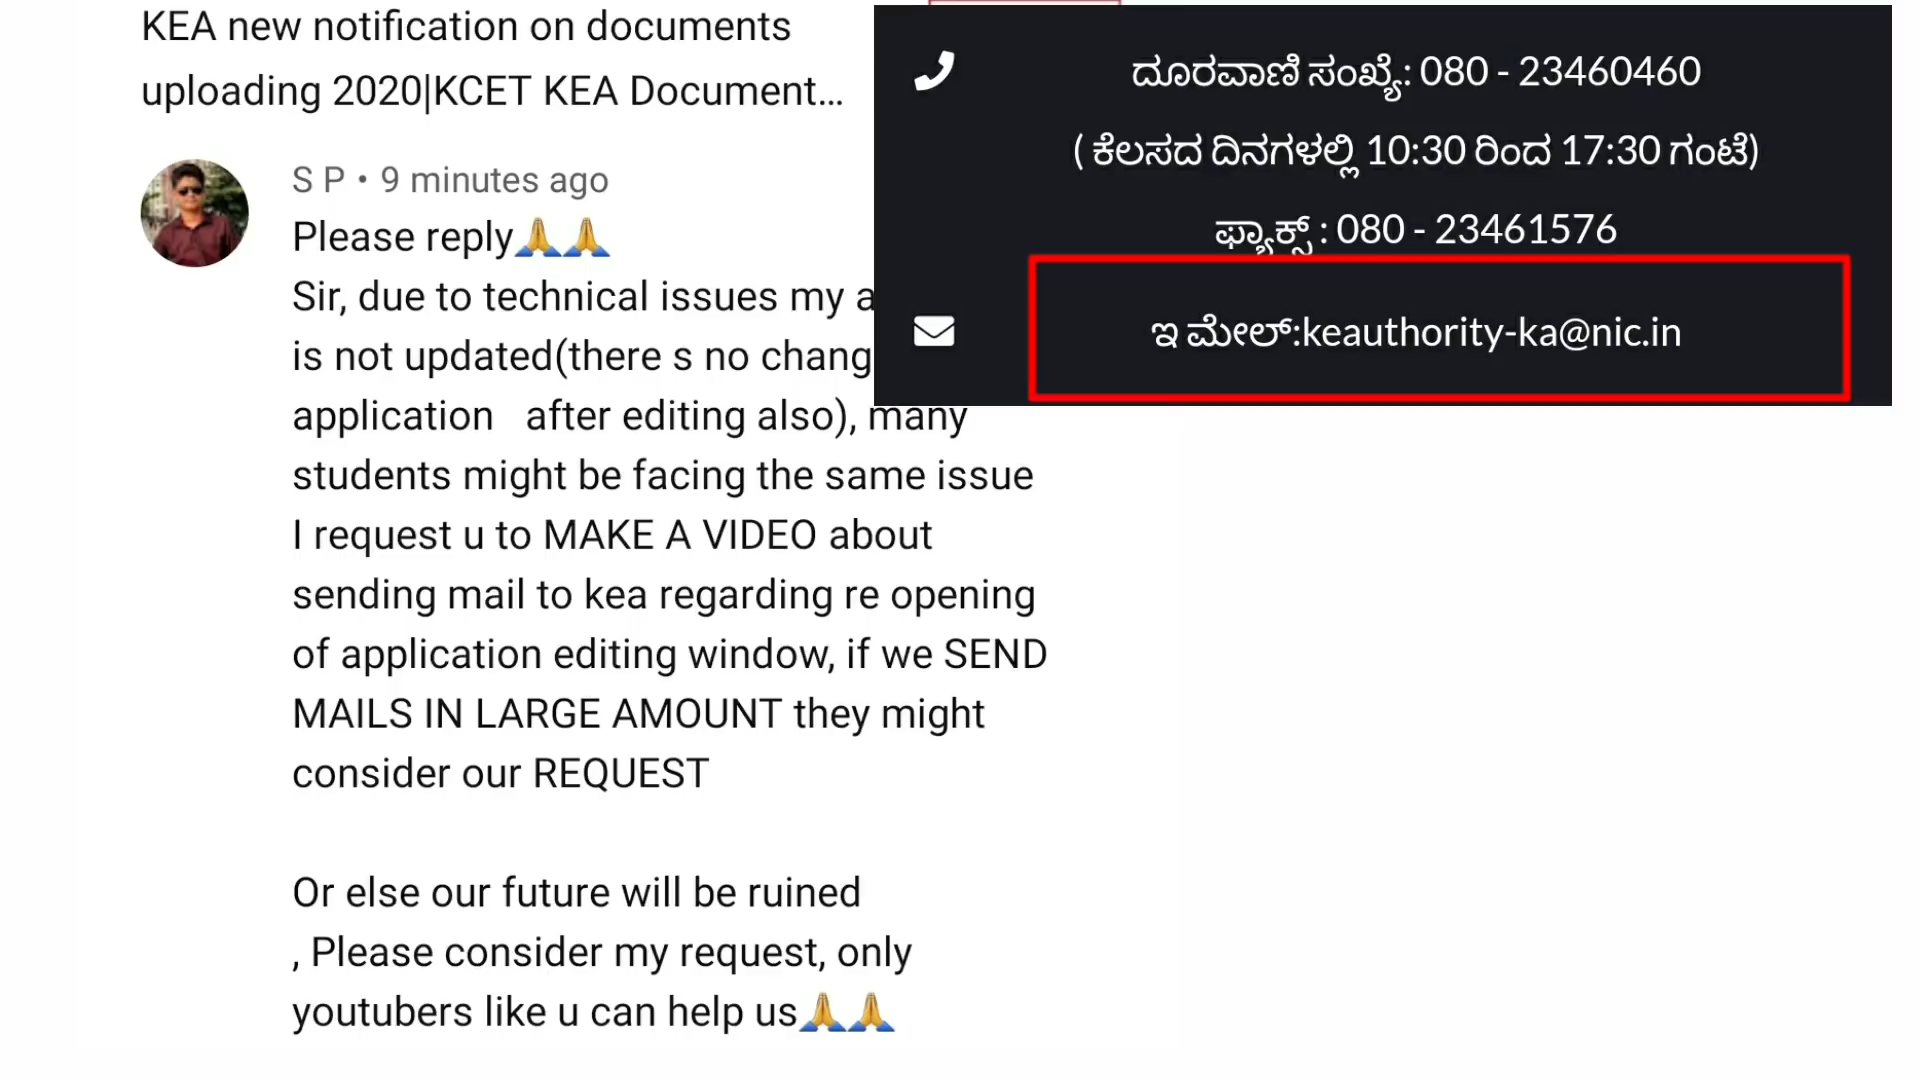 KEA new notification on documents
uploading 2020|KCET KEA Document...
S P • 9 minutes ago
Please reply🙏🙏
Sir, due to technical issues my
is not updated(there s no chang
application after editing also), many
students might be facing the same issue
I request u to MAKE A VIDEO about
sending mail to kea regarding re opening
of application editing window, if we SEND
MAILS IN LARGE AMOUNT they might
consider our REQUEST
Or else our future will be ruined
, Please consider my request, only
youtubers like u can help us🙏🙏
ದೂರವಾಣಿ ಸಂಖ್ಯೆ: 080 - 23460460
( ಕೆಲಸದ ದಿನಗಳಲ್ಲಿ 10:30 ರಿಂದ 17:30 ಗಂಟೆ)
ಫ್ಯಾಕ್ಸ್ : 080 - 23461576
ಇ ಮೇಲ್:keauthority-ka@nic.in